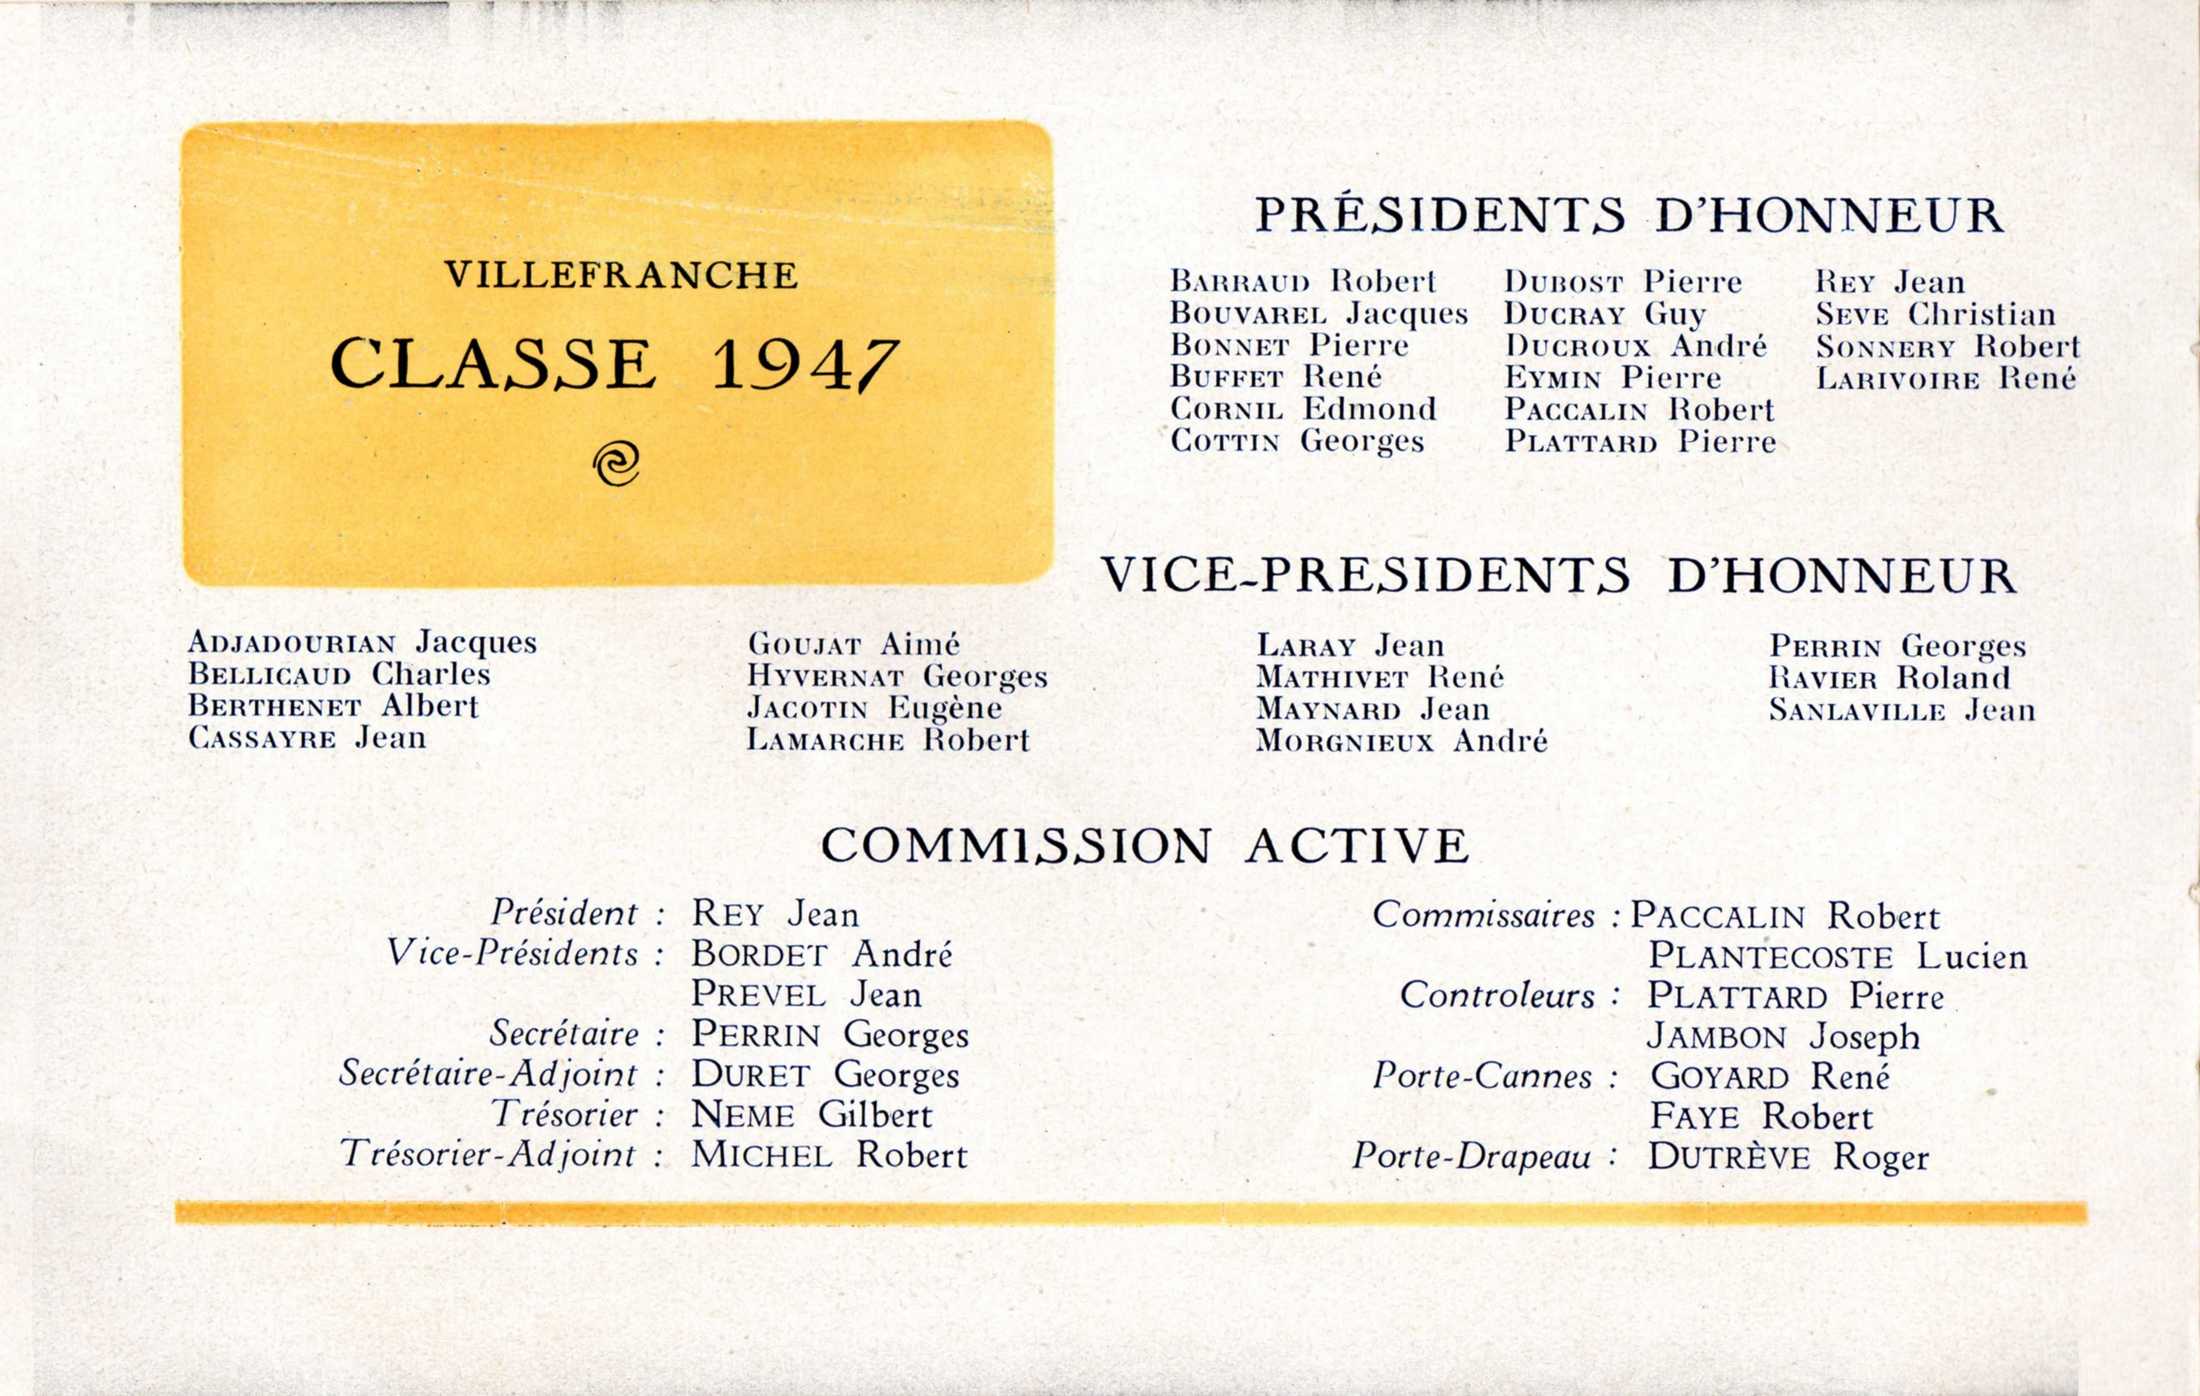 VILLEFRANCHE
CLASSE 1947
PRÉSIDENTS D'HONNEUR
BARRAUD Robert
BOUVAREL Jacques
BONNET Pierre
BUFFET René
CORNIL Edmond
COTTIN Georges
DUBOST Pierre
DUCRAY Guy
DUCROUX André
EYMIN Pierre
PACCALIN Robert
PLATTARD Pierre
REY Jean
SEVE Christian
SONNERY Robert
LARIVOIRE René
VICE-PRESIDENTS D'HONNEUR
ADJADOURIAN Jacques
BELLICAUD Charles
BERTHENET Albert
CASSAYRE Jean
GOUJAT Aimé
HYVERNAT Georges
JACOTIN Eugène
LAMARCHE Robert
LARAY Jean
MATHIVET René
MAYNARD Jean
MORGNIEUX André
PERRIN Georges
RAVIER Roland
SANLAVILLE Jean
COMMISSION ACTIVE
Président : REY Jean
Vice-Présidents : BORDET André
PREVEL Jean
Secrétaire : PERRIN Georges
Secrétaire-Adjoint : DURET Georges
Trésorier : NEME Gilbert
Trésorier-Adjoint : MICHEL Robert
Commissaires : PACCALIN Robert
PLANTECOSTE Lucien
Controleurs : PLATTARD Pierre
JAMBON Joseph
Porte-Cannes : GOYARD René
FAYE Robert
Porte-Drapeau : DUTRÈVE Roger